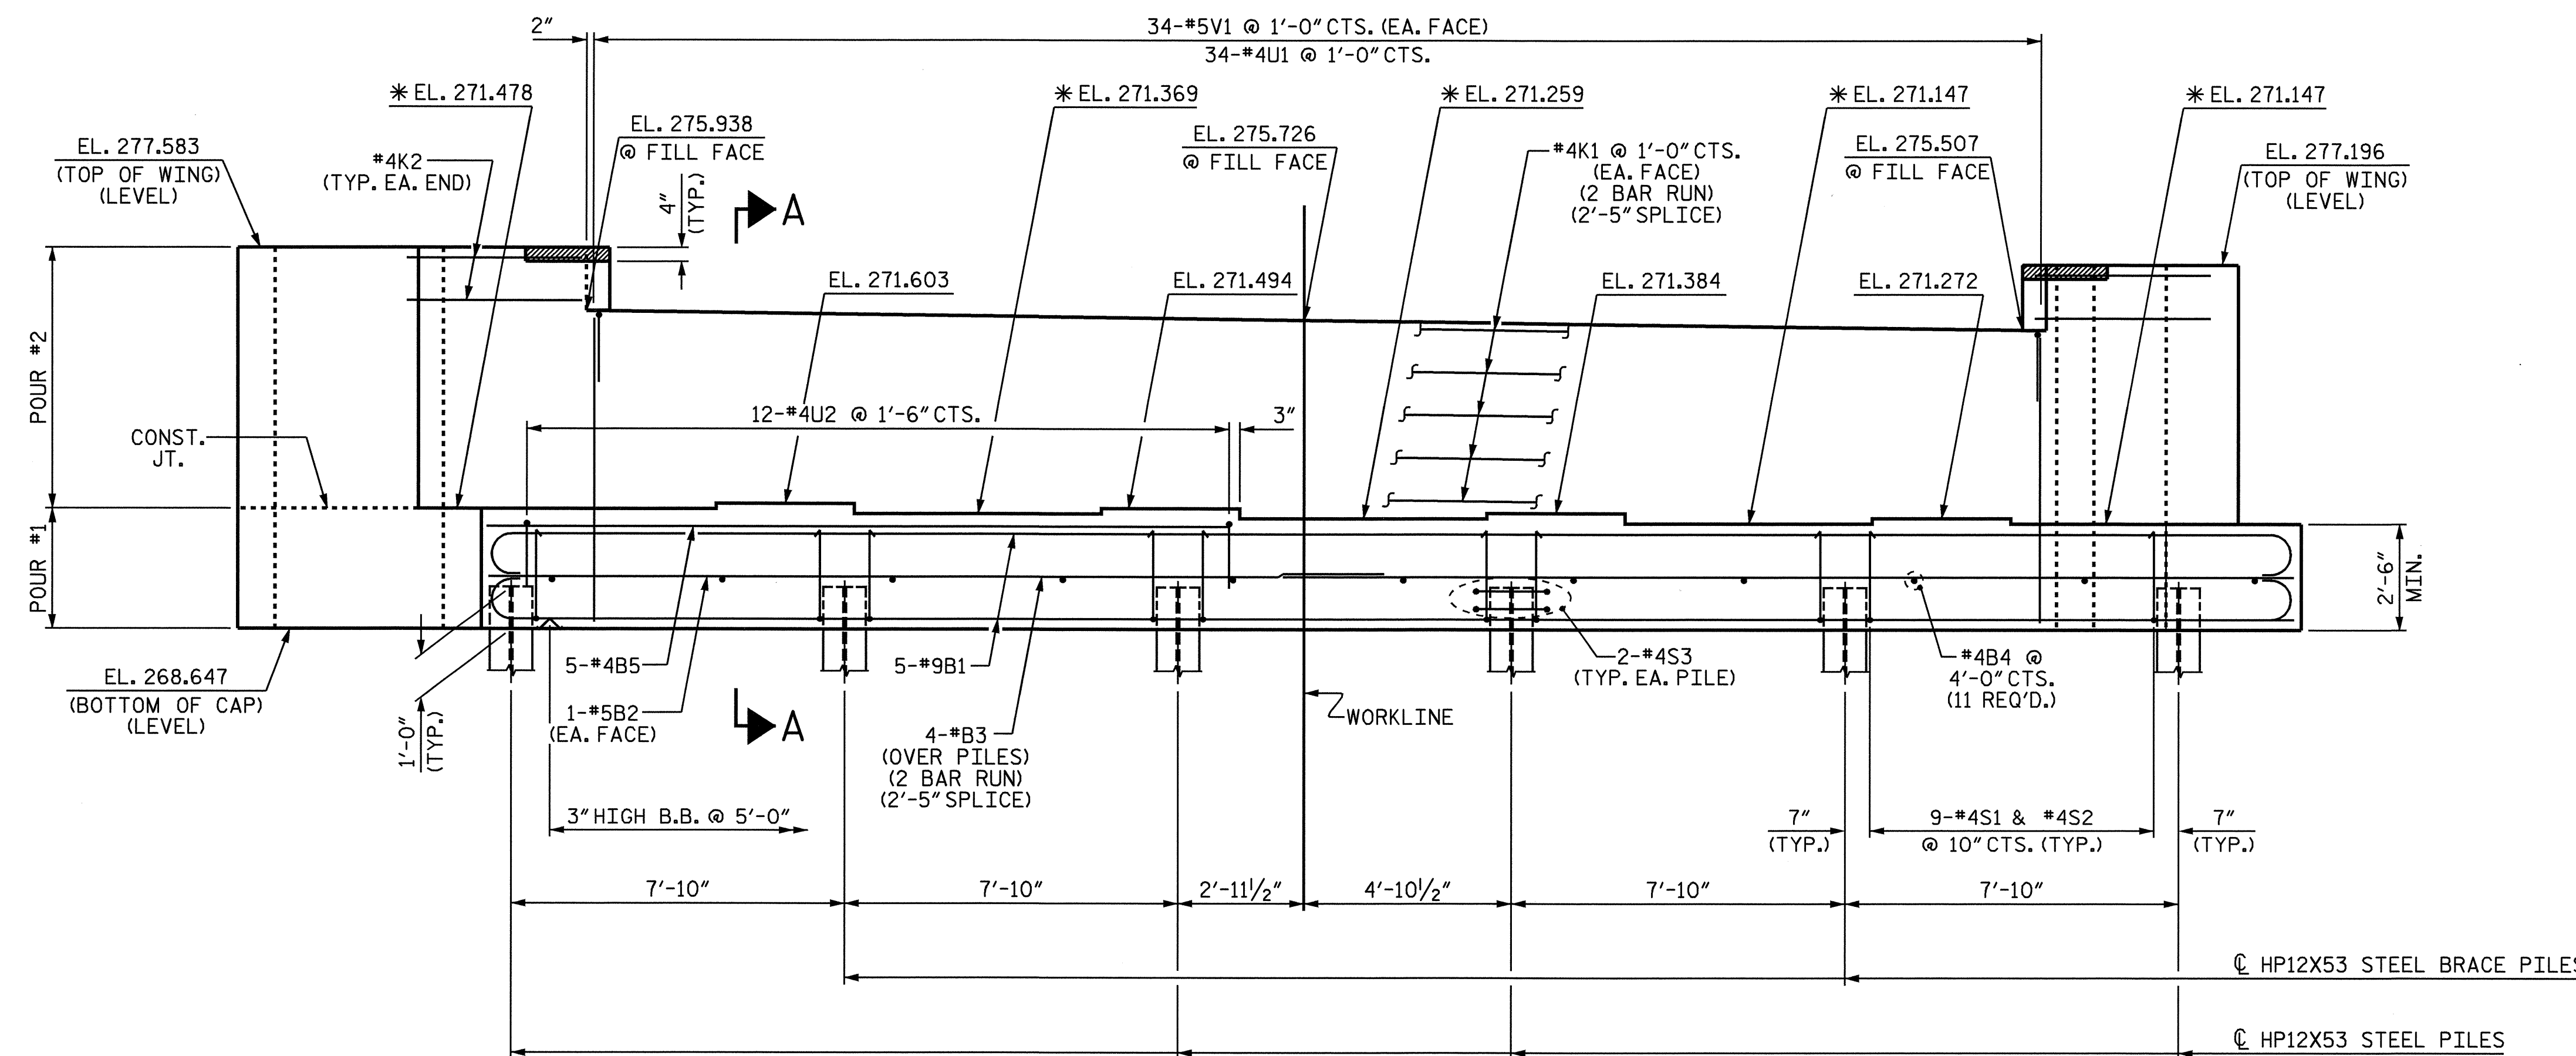 2"
34-#5V1 @ 1'-0" CTS. (EA. FACE)
34-#4U1 @ 1'-0" CTS.
✳ EL. 271.478
✳ EL. 271.369
✳ EL. 271.259
✳ EL. 271.147
✳ EL. 271.147
EL. 277.583
(TOP OF WING)
(LEVEL)
#4K2
(TYP. EA. END)
EL. 275.938
@ FILL FACE
4"
(TYP.)
A
EL. 275.726
@ FILL FACE
#4K1 @ 1'-0" CTS.
(EA. FACE)
(2 BAR RUN)
(2'-5" SPLICE)
EL. 275.507
@ FILL FACE
EL. 277.196
(TOP OF WING)
(LEVEL)
EL. 271.603
EL. 271.494
EL. 271.384
EL. 271.272
POUR #2
12-#4U2 @ 1'-6" CTS.
3"
CONST.
JT.
POUR #1
2'-6"
MIN.
EL. 268.647
(BOTTOM OF CAP)
(LEVEL)
1'-0"
(TYP.)
5-#4B5
1-#5B2
(EA. FACE)
A
5-#9B1
4-#B3
(OVER PILES)
(2 BAR RUN)
(2'-5" SPLICE)
WORKLINE
2-#4S3
(TYP. EA. PILE)
#4B4 @
4'-0" CTS.
(11 REQ'D.)
3" HIGH B.B. @ 5'-0"
7"
(TYP.)
9-#4S1 & #4S2
@ 10" CTS. (TYP.)
7"
(TYP.)
7'-10"
7'-10"
2'-11½"
4'-10½"
7'-10"
7'-10"
℄ HP12X53 STEEL BRACE PILES
℄ HP12X53 STEEL PILES